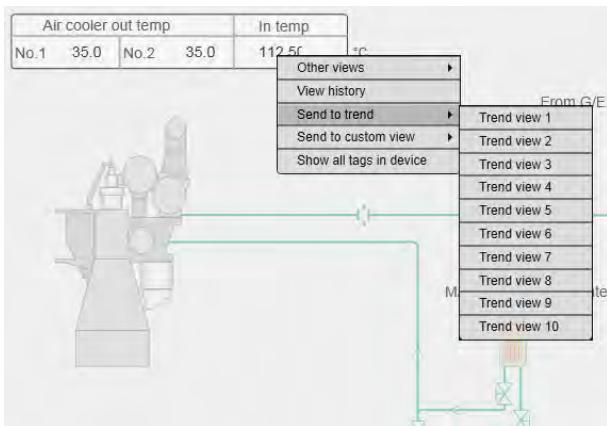 Air cooler out temp In temp
No.1 35.0 No.2 35.0 112.50 °C
Other views
View history
Send to trend
Send to custom view
Show all tags in device
From G/E
Trend view 1
Trend view 2
Trend view 3
Trend view 4
Trend view 5
Trend view 6
Trend view 7
Trend view 8
Trend view 9
Trend view 10